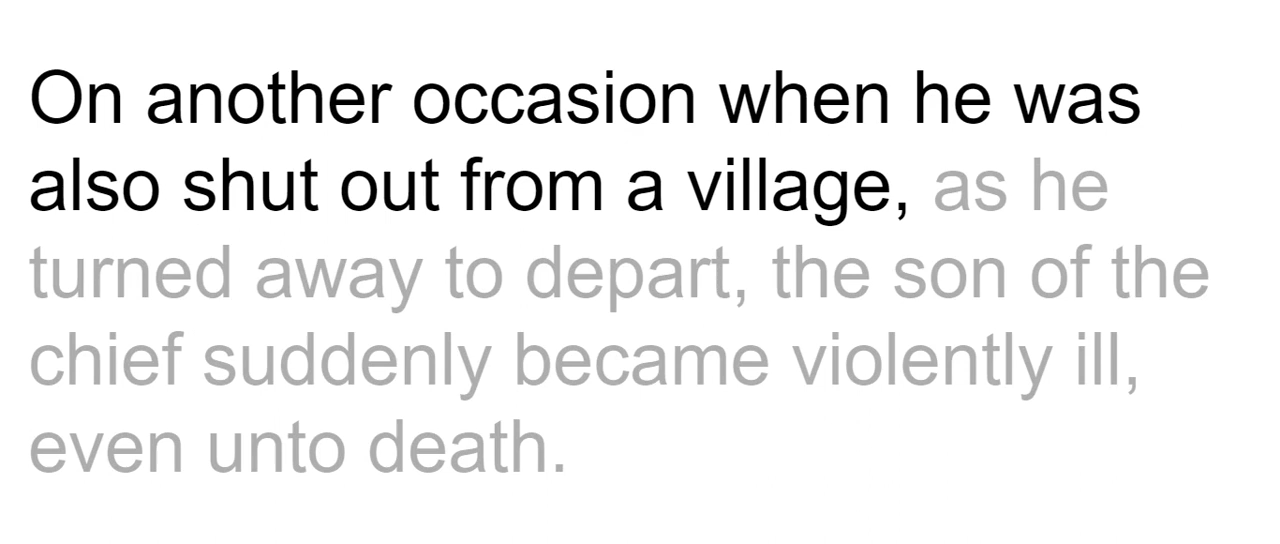 On another occasion when he was
also shut out from a village, as he
turned away to depart, the son of the
chief suddenly became violently ill,
even unto death.